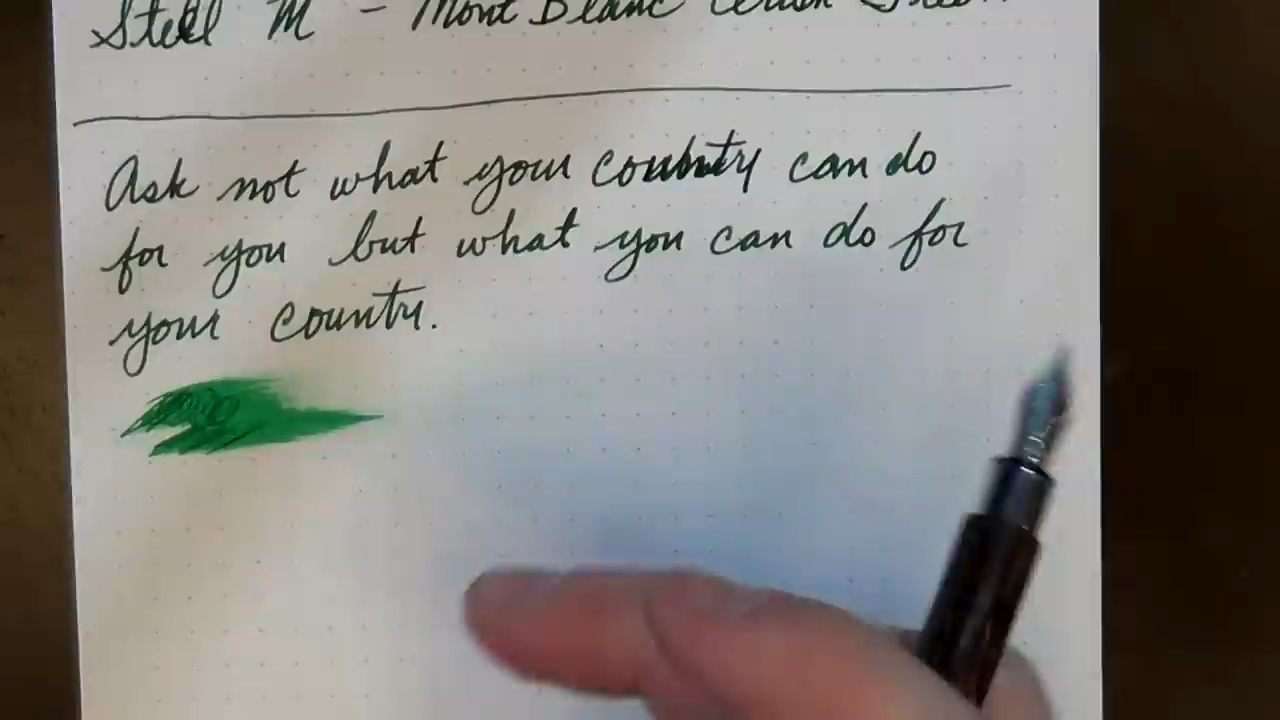 Steel M - Mont Blanc
Ask not what your country can do
for you but what you can do for
your country.